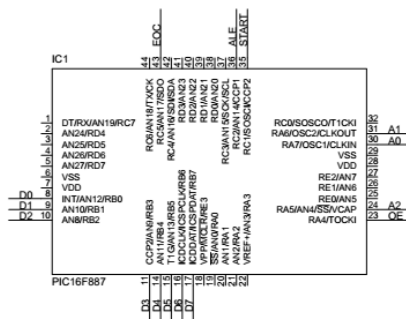 EOC
ALE
START
IC1
44
43
42
41
40
39
38
37
36
35
RC6/AN18/TX/CK
RC5/AN17/SDO
RC4/AN16/SDI/SDA
RD3/AN23
RD2/AN22
RD1/AN21
RD0/AN20
RC3/AN15/SCK/SCL
RC2/AN14/CCP1
RC1/SOSCI/CCP2
1 DT/RX/AN19/RC7
2 AN24/RD4
3 AN25/RD5
4 AN26/RD6
5 AN27/RD7
6 VSS
7 VDD
D0 8 INT/AN12/RB0
D1 9 AN10/RB1
D2 10 AN8/RB2
RC0/SOSCO/T1CKI 32
RA6/OSC2/CLKOUT 31 A1
RA7/OSC1/CLKIN 30 A0
VSS 29
VDD 28
RE2/AN7 27
RE1/AN6 26
RE0/AN5 25
RA5/AN4/SS/VCAP 24 A2
RA4/TOCKI 23 OE
CCP2/AN9/RB3
AN11/RB4
T1G/AN13/RB5
ICDCLK/ICSPCLK/RB6
ICDDAT/ICSPDAT/RB7
VPP/MCLR/RE3
SS/AN0/RA0
AN1/RA1
AN2/RA2
VREF+/AN3/RA3
PIC16F887
11
12
13
14
15
16
17
18
19
20
21
22
D3
D4
D5
D6
D7